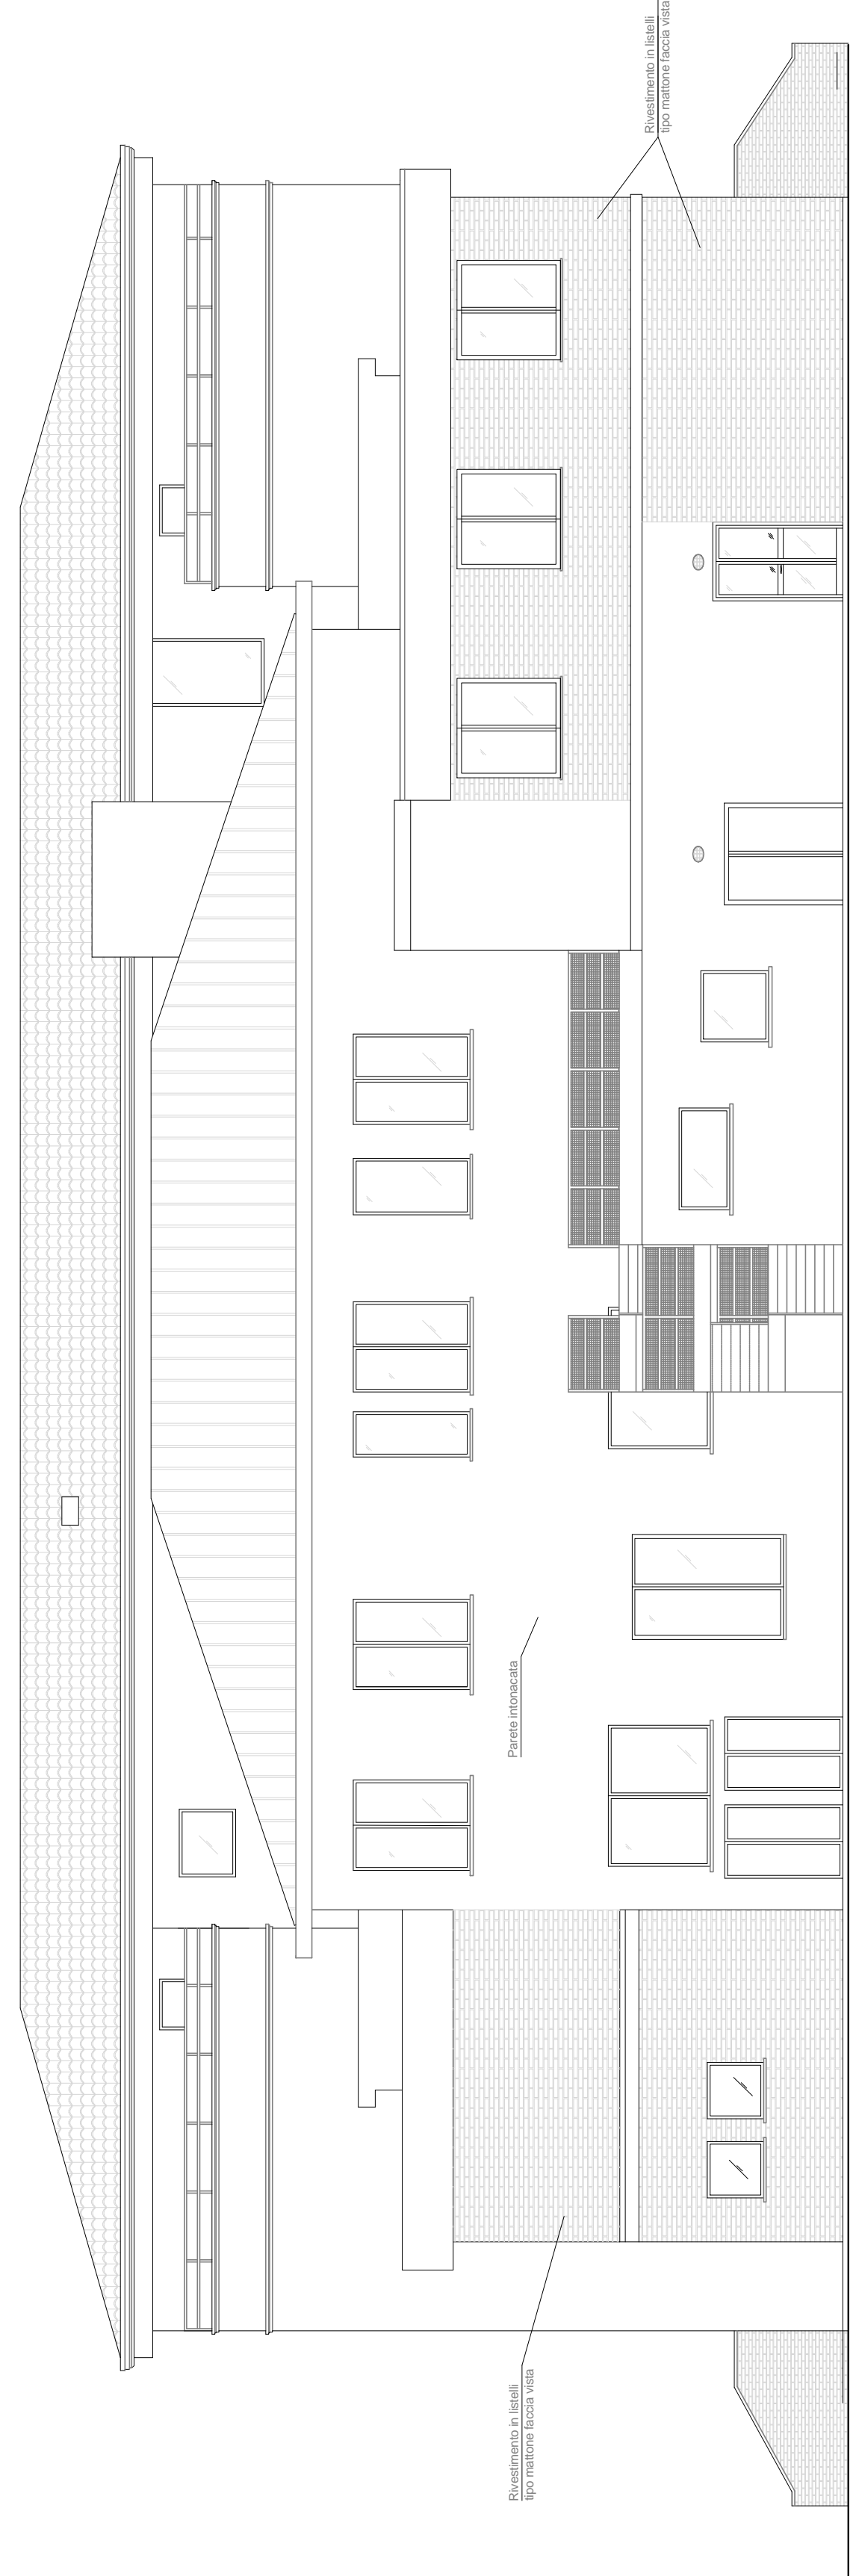 Rivestimento in listelli
tipo mattone faccia vista
Parete intonacata
Rivestimento in listelli
tipo mattone faccia vista